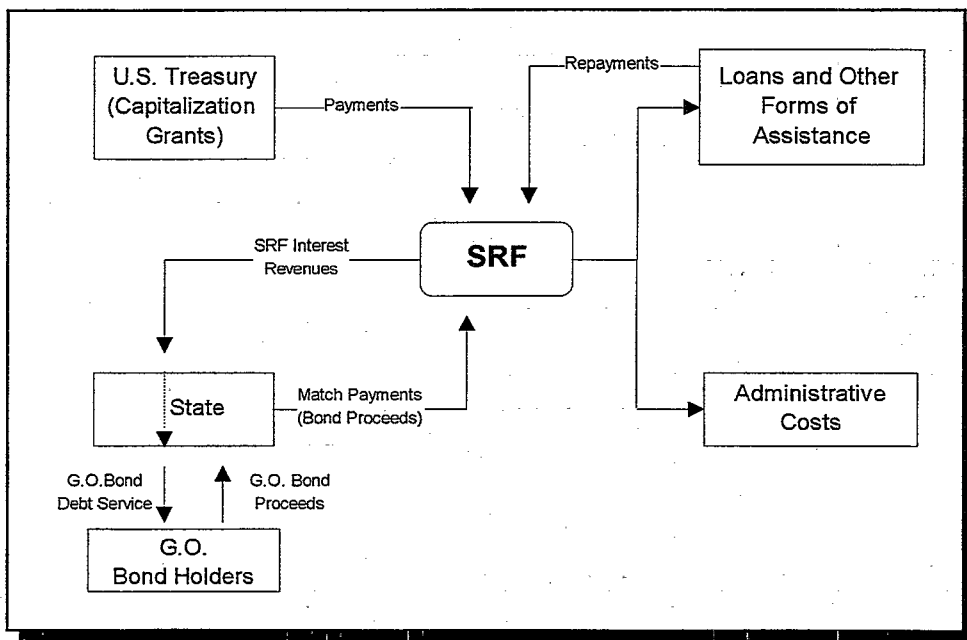 U.S. Treasury
(Capitalization
Grants)
Payments
Repayments
Loans and Other
Forms of
Assistance
SRF Interest
Revenues
SRF
State
Match Payments
(Bond Proceeds)
Administrative
Costs
G.O.Bond
Debt Service
G.O. Bond
Proceeds
G.O.
Bond Holders